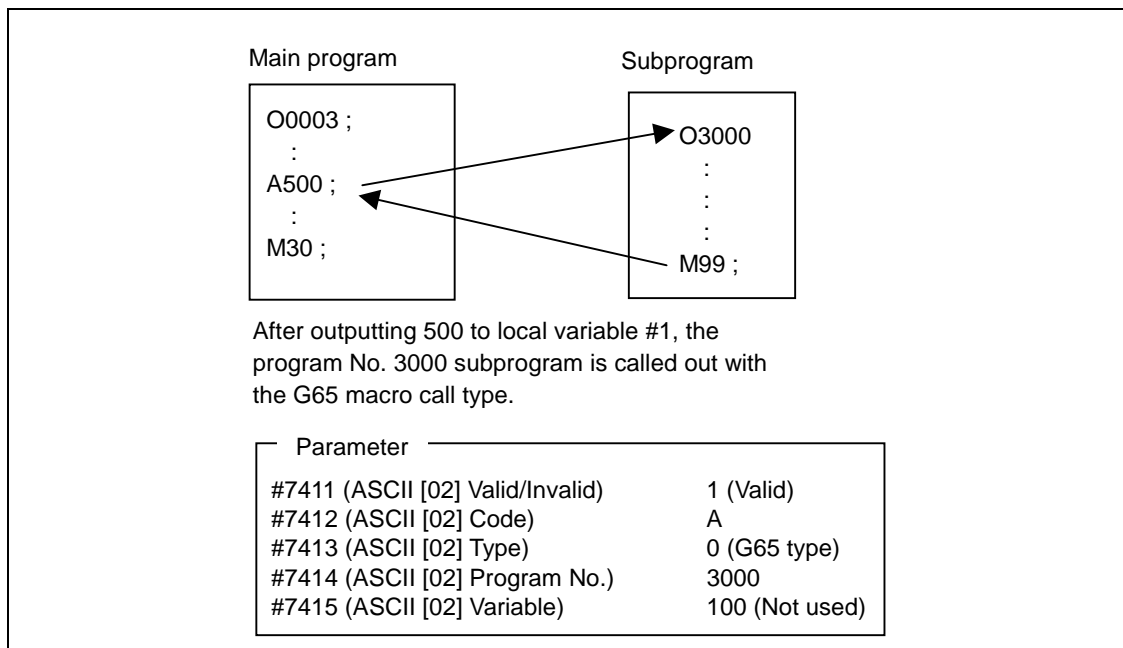 Main program
O0003 ;
:
A500 ;
:
M30 ;
Subprogram
O3000
:
:
:
M99 ;
After outputting 500 to local variable #1, the
program No. 3000 subprogram is called out with
the G65 macro call type.
Parameter
#7411 (ASCII [02] Valid/Invalid) 1 (Valid)
#7412 (ASCII [02] Code) A
#7413 (ASCII [02] Type) 0 (G65 type)
#7414 (ASCII [02] Program No.) 3000
#7415 (ASCII [02] Variable) 100 (Not used)